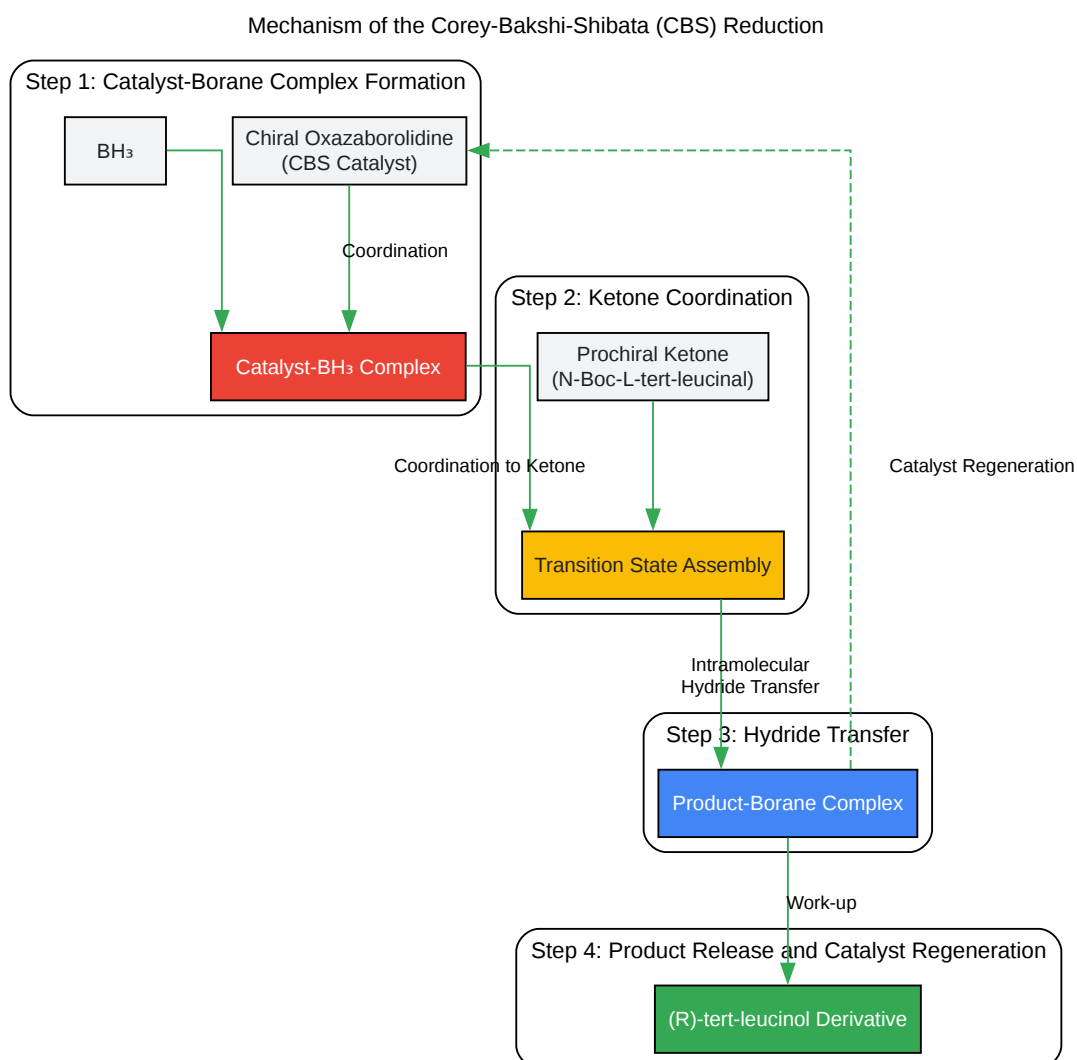 Mechanism of the Corey-Bakshi-Shibata (CBS) Reduction
Step 1: Catalyst-Borane Complex Formation
BH₃
Chiral Oxazaborolidine
(CBS Catalyst)
Coordination
Catalyst-BH₃ Complex
Step 2: Ketone Coordination
Prochiral Ketone
(N-Boc-L-tert-leucinal)
Coordination to Ketone
Catalyst Regeneration
Transition State Assembly
Intramolecular
Hydride Transfer
Step 3: Hydride Transfer
Product-Borane Complex
Work-up
Step 4: Product Release and Catalyst Regeneration
(R)-tert-leucinol Derivative